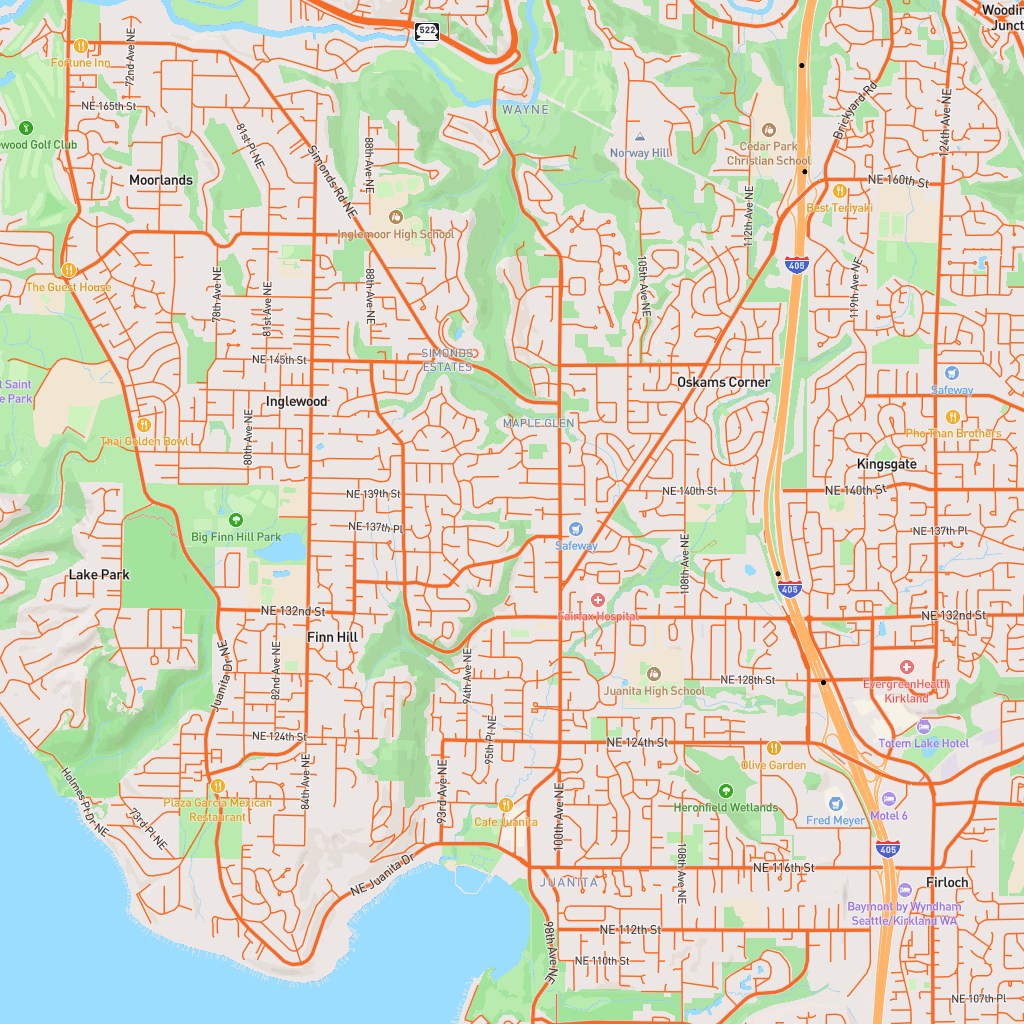 Woodin
Junct
522
Fortune Inn
72nd Ave NE
NE 165th St
WAYNE
Brickyard Rd
124th Ave NE
81st Pl NE
88th Ave NE
Norway Hill
Cedar Park
Christian School
ewood Golf Club
Moorlands
Simonds Rd NE
NE 160th St
Best Teriyaki
112th Ave NE
Inglemoor High School
405
The Guest House
78th Ave NE
81st Ave NE
88th Ave NE
105th Ave NE
119th Ave NE
NE 145th St
SIMONDS
ESTATES
Oskams Corner
Safeway
t Saint
e Park
Inglewood
MAPLE GLEN
Pho Than Brothers
Thai Golden Bowl
80th Ave NE
Kingsgate
NE 139th St
NE 140th St
NE 140th St
Big Finn Hill Park
NE 137th Pl
Safeway
NE 137th Pl
Lake Park
108th Ave NE
405
Fairfax Hospital
NE 132nd St
NE 132nd St
Finn Hill
Juanita Dr NE
82nd Ave NE
94th Ave NE
Juanita High School
NE 128th St
EvergreenHealth
Kirkland
95th Pl NE
NE 124th St
NE 124th St
Totem Lake Hotel
Olive Garden
Holmes Pt Dr NE
73rd Pl NE
Plaza Garcia Mexican
Restaurant
84th Ave NE
93rd Ave NE
Cafe Juanita
100th Ave NE
Heronfield Wetlands
Fred Meyer
Motel 6
405
NE Juanita Dr
108th Ave NE
NE 116th St
JUANITA
Firloch
Baymont by Wyndham
Seattle/Kirkland WA
98th Ave NE
NE 112th St
NE 110th St
NE 107th Pl